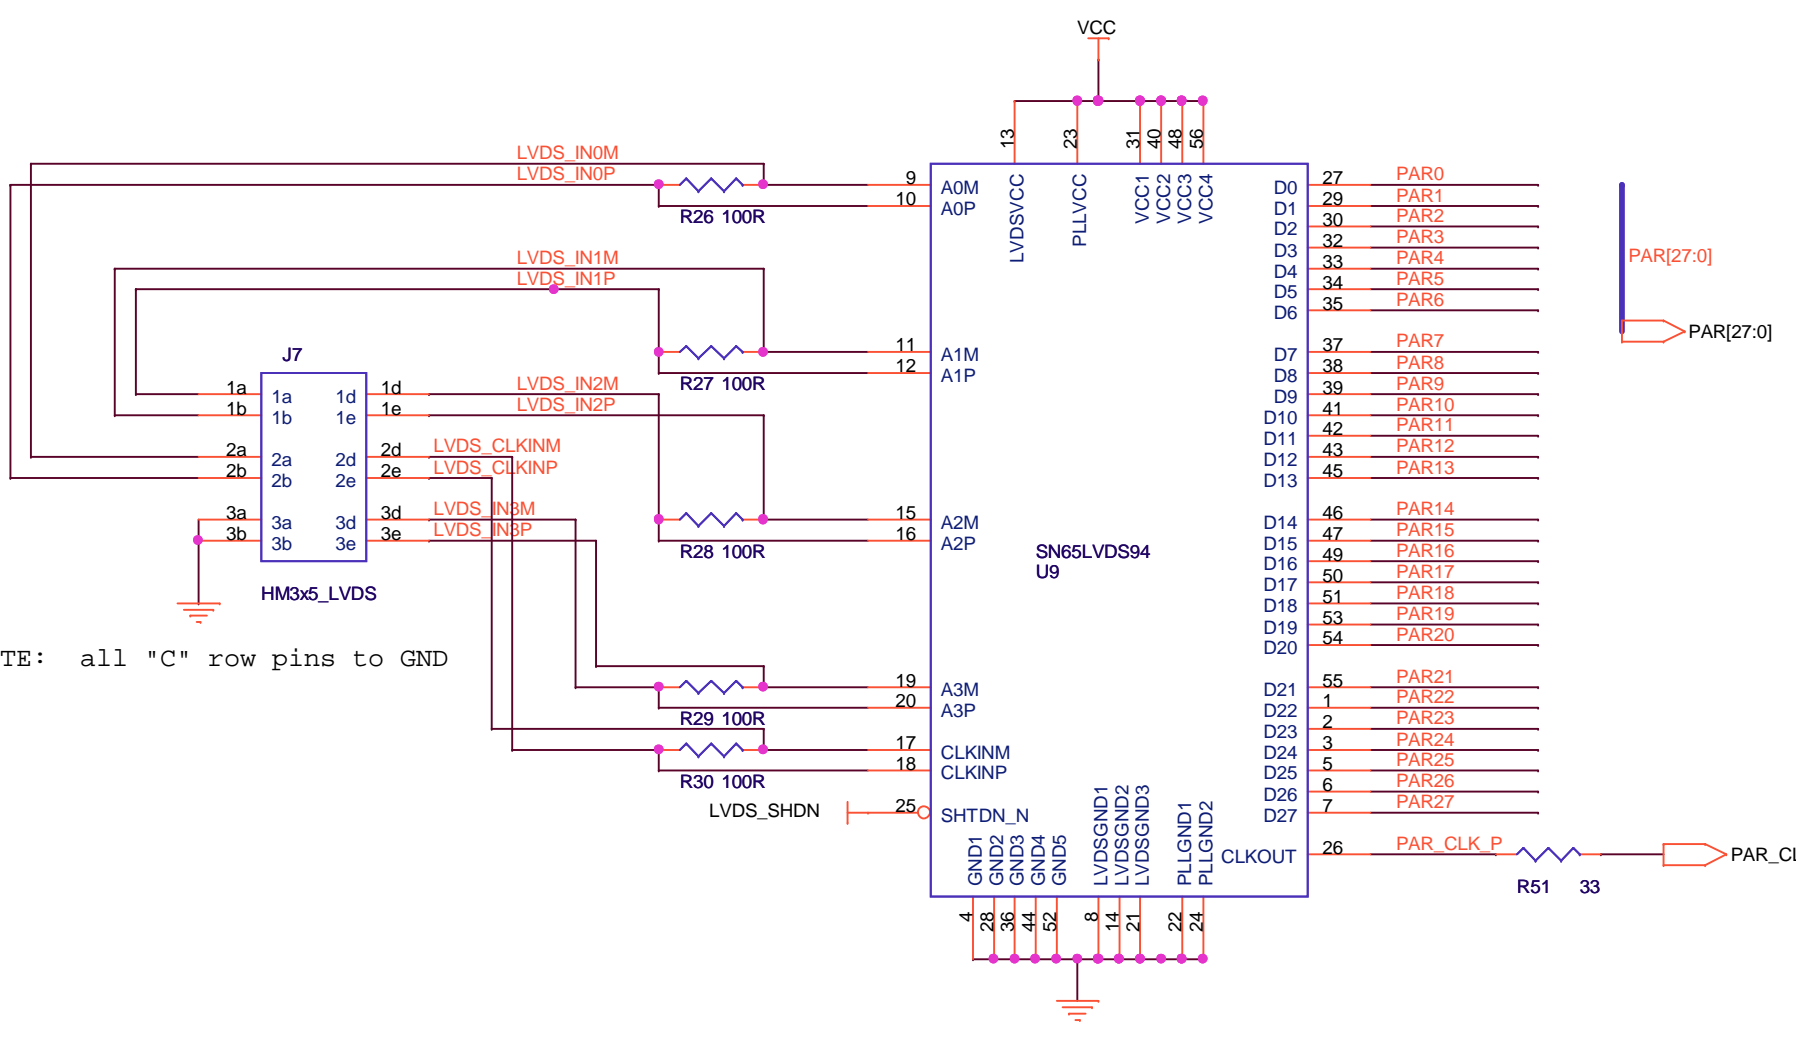 VCC
13
23
31
40
48
56
LVDSVCC
PLLVCC
VCC1
VCC2
VCC3
VCC4
LVDS_IN0M
LVDS_IN0P
R26 100R
LVDS_IN1M
LVDS_IN1P
R27 100R
J7
1a 1a 1d 1d
1b 1b 1e 1e
2a 2a 2d 2d
2b 2b 2e 2e
3a 3a 3d 3d
3b 3b 3e 3e
HM3x5_LVDS
LVDS_IN2M
LVDS_IN2P
LVDS_CLKINM
LVDS_CLKINP
LVDS_IN3M
LVDS_IN3P
R28 100R
TE: all "C" row pins to GND
R29 100R
R30 100R
LVDS_SHDN
9 A0M
10 A0P
11 A1M
12 A1P
15 A2M
16 A2P
SN65LVDS94
U9
19 A3M
20 A3P
17 CLKINM
18 CLKINP
25 SHTDN_N
D0 27 PAR0
D1 29 PAR1
D2 30 PAR2
D3 32 PAR3
D4 33 PAR4
D5 34 PAR5
D6 35 PAR6
D7 37 PAR7
D8 38 PAR8
D9 39 PAR9
D10 41 PAR10
D11 42 PAR11
D12 43 PAR12
D13 45 PAR13
D14 46 PAR14
D15 47 PAR15
D16 49 PAR16
D17 50 PAR17
D18 51 PAR18
D19 53 PAR19
D20 54 PAR20
D21 55 PAR21
D22 1 PAR22
D23 2 PAR23
D24 3 PAR24
D25 5 PAR25
D26 6 PAR26
D27 7 PAR27
CLKOUT 26 PAR_CLK_P
R51 33
PAR_CL
PAR[27:0]
PAR[27:0]
GND1
GND2
GND3
GND4
GND5
LVDSGND1
LVDSGND2
LVDSGND3
PLLGND1
PLLGND2
4
28
36
44
52
8
14
21
22
24